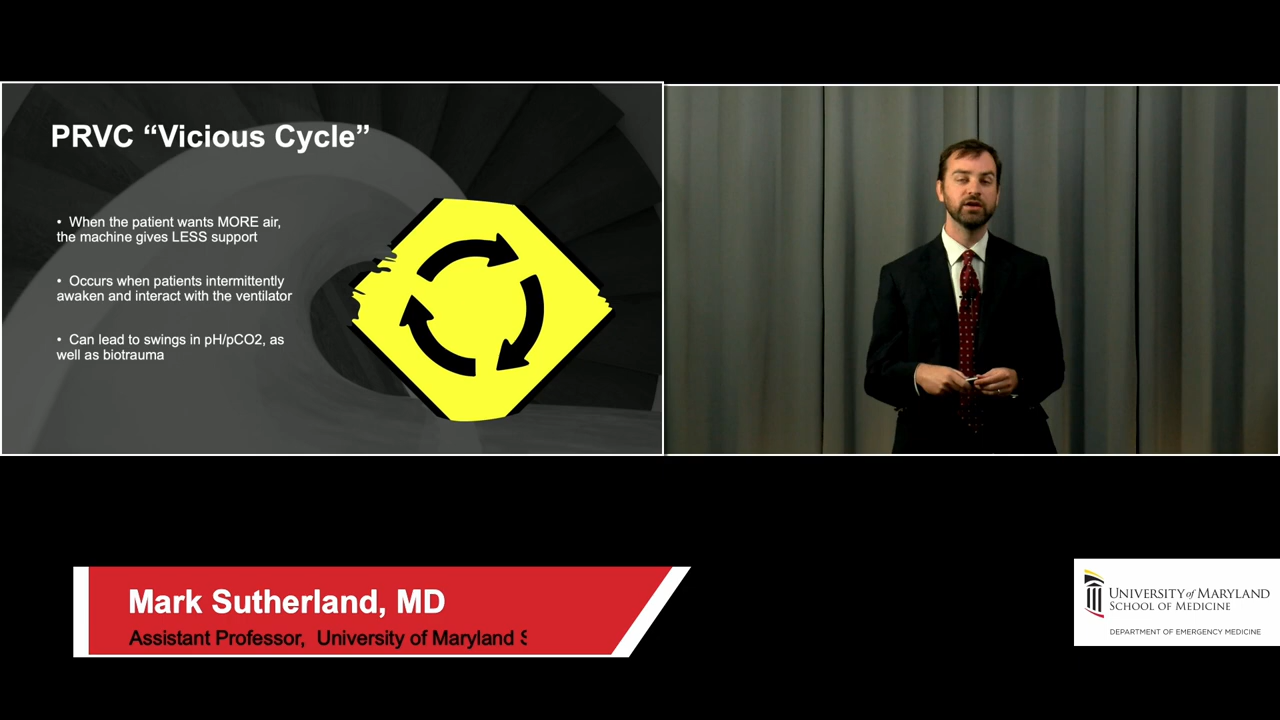 PRVC “Vicious Cycle”
• When the patient wants MORE air,
the machine gives LESS support
• Occurs when patients intermittently
awaken and interact with the ventilator
• Can lead to swings in pH/pCO2, as
well as biotrauma
Mark Sutherland, MD
Assistant Professor, University of Maryland S
UNIVERSITY of MARYLAND
SCHOOL OF MEDICINE
DEPARTMENT OF EMERGENCY MEDICINE